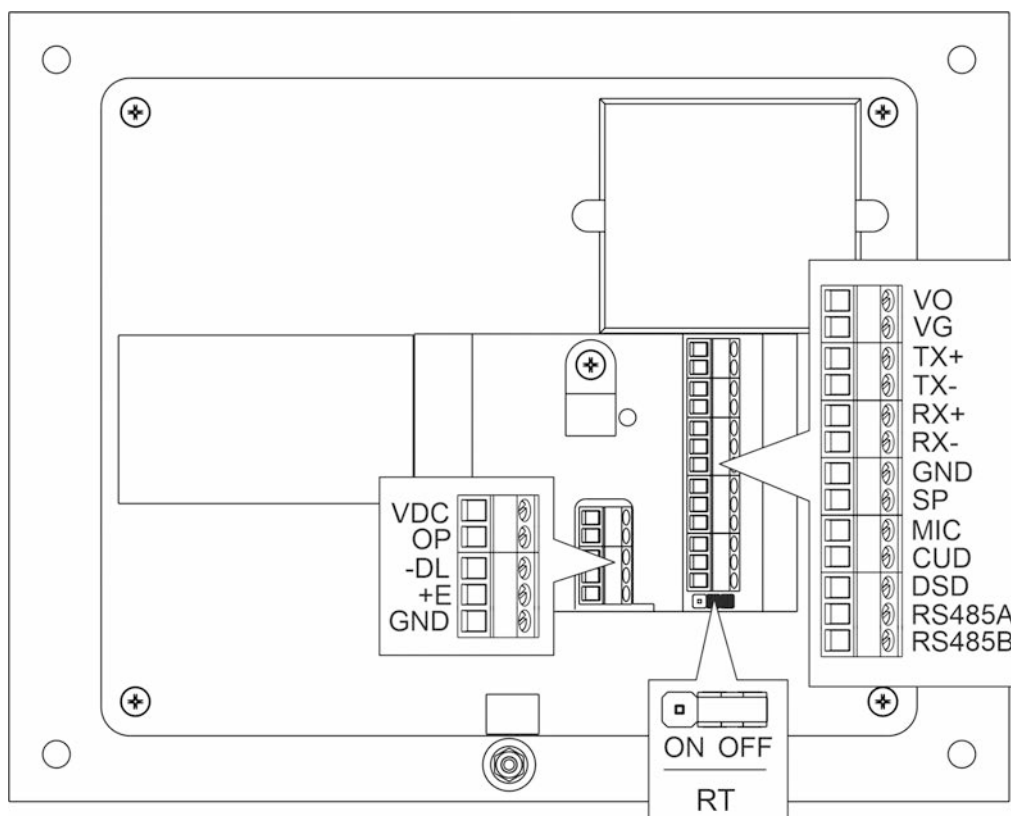 VO
VG
TX+
TX-
RX+
RX-
GND
SP
MIC
CUD
DSD
RS485A
RS485B
VDC
OP
-DL
+E
GND
ON OFF
RT